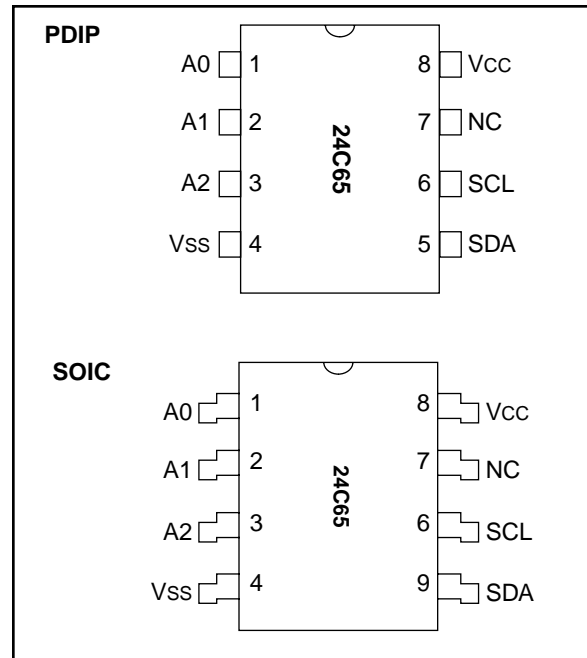 PDIP
A0 1 8 VCC
A1 2 7 NC
24C65
A2 3 6 SCL
VSS 4 5 SDA
SOIC
A0 1 8 VCC
A1 2 7 NC
24C65
A2 3 6 SCL
VSS 4 9 SDA